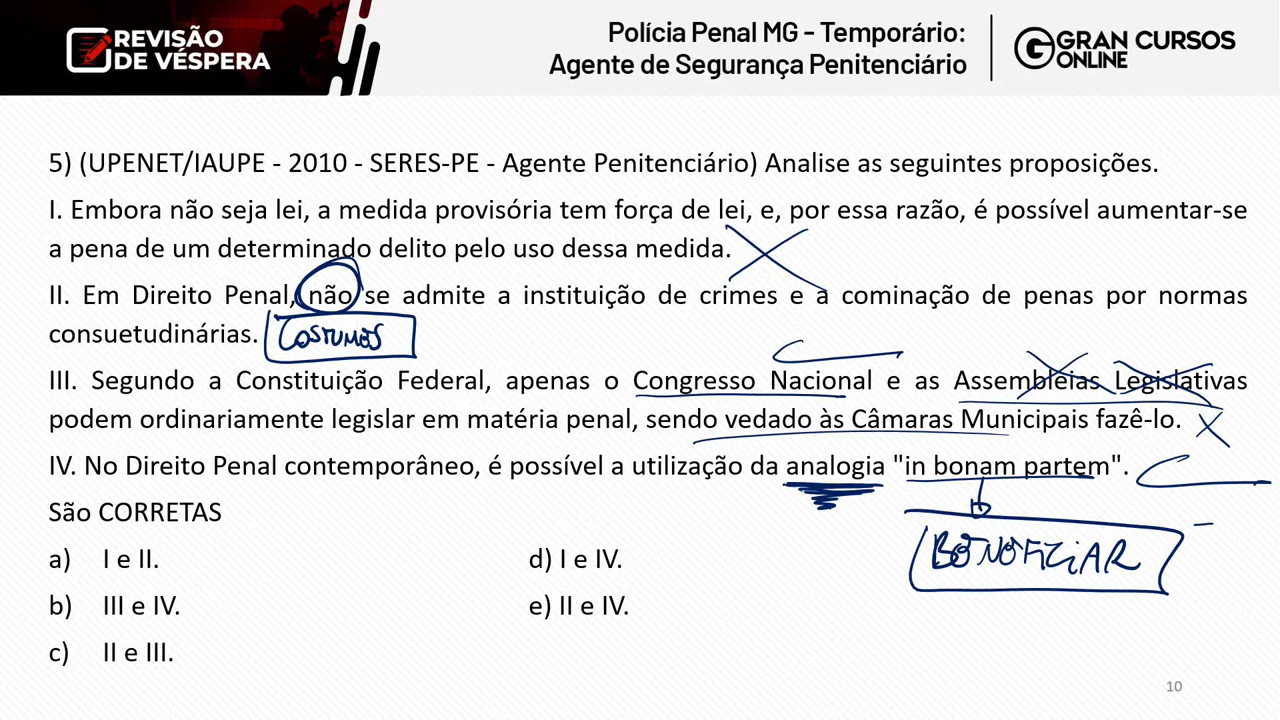 REVISÃO
DE VÉSPERA
Polícia Penal MG - Temporário:
Agente de Segurança Penitenciário
GRAN CURSOS
ONLINE
5) (UPENET/IAUPE - 2010 - SERES-PE - Agente Penitenciário) Analise as seguintes proposições.
I. Embora não seja lei, a medida provisória tem força de lei, e, por essa razão, é possível aumentar-se
a pena de um determinado delito pelo uso dessa medida.
II. Em Direito Penal, não se admite a instituição de crimes e a cominação de penas por normas
consuetudinárias.
COSTUMES
III. Segundo a Constituição Federal, apenas o Congresso Nacional e as Assembleias Legislativas
podem ordinariamente legislar em matéria penal, sendo vedado às Câmaras Municipais fazê-lo.
IV. No Direito Penal contemporâneo, é possível a utilização da analogia "in bonam partem".
São CORRETAS
BENEFICIAR
a) I e II.
d) I e IV.
b) III e IV.
e) II e IV.
c) II e III.
10